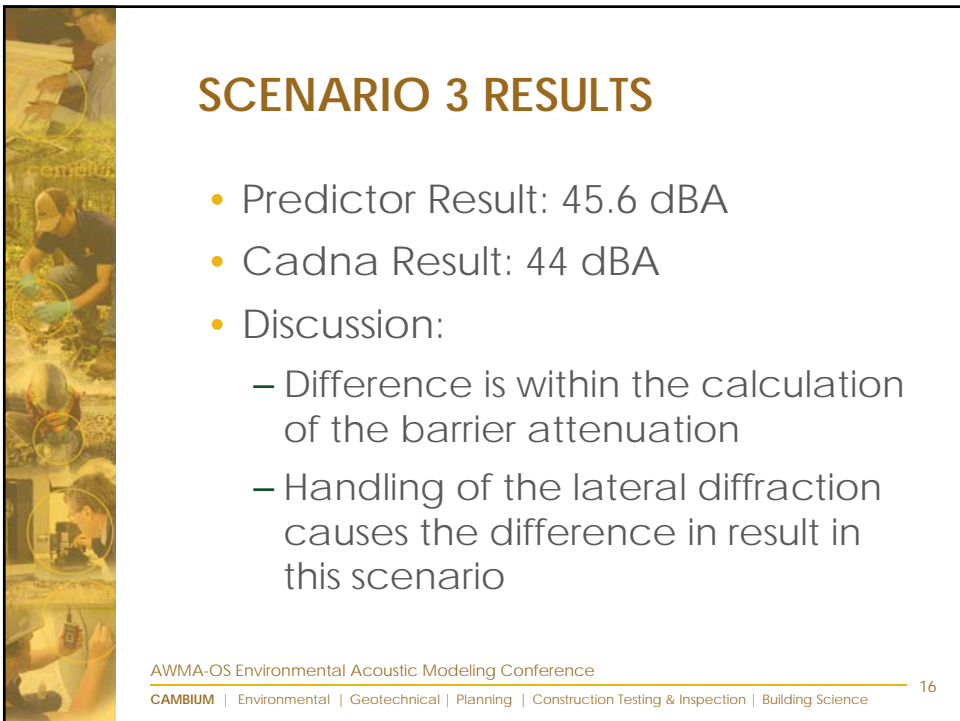 SCENARIO 3 RESULTS
• Predictor Result: 45.6 dBA
• Cadna Result: 44 dBA
• Discussion:
– Difference is within the calculation
of the barrier attenuation
– Handling of the lateral diffraction
causes the difference in result in
this scenario
AWMA-OS Environmental Acoustic Modeling Conference
CAMBIUM | Environmental | Geotechnical | Planning | Construction Testing & Inspection | Building Science
16